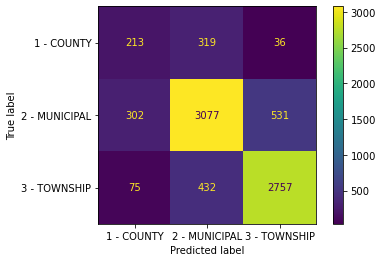 1 - COUNTY 213 319 36
2 - MUNICIPAL 302 3077 531
3 - TOWNSHIP 75 432 2757
1 - COUNTY 2 - MUNICIPAL 3 - TOWNSHIP
Predicted label
True label
3000
2500
2000
1500
1000
500